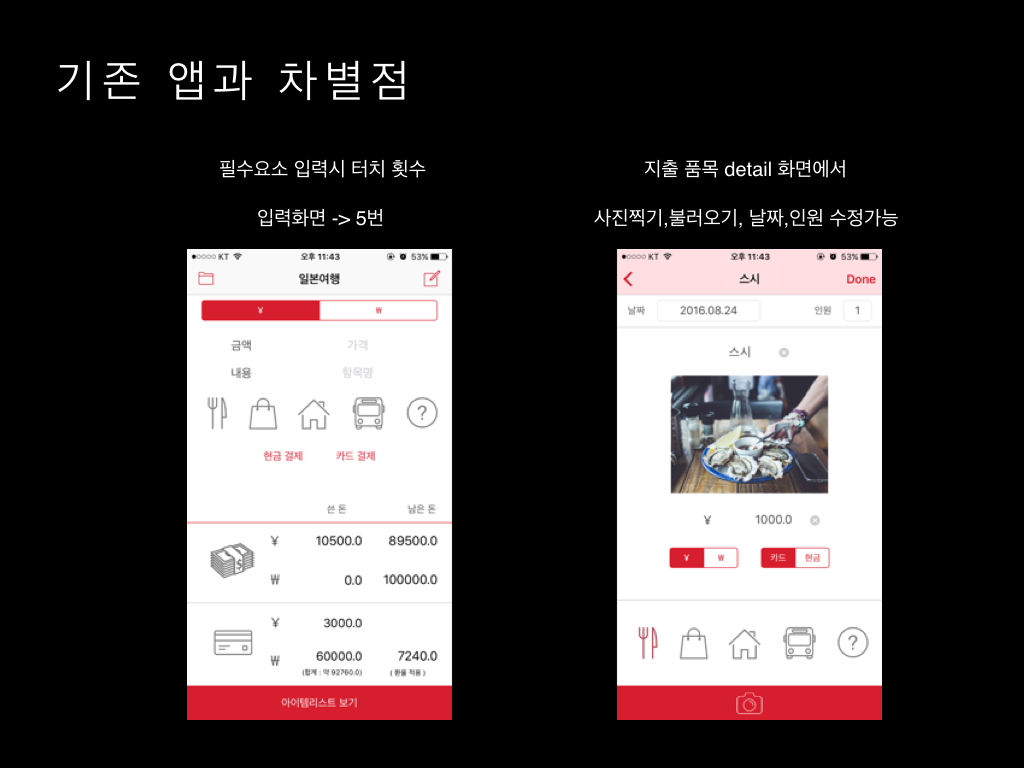 기존 앱과 차별점
필수요소 입력시 터치 횟수
입력화면 -> 5번
지출 품목 detail 화면에서
사진찍기,불러오기, 날짜,인원 수정가능
KT 오후 11:43 53%
일본여행
¥ ₩
금액 가격
내용 항목명
?
현금 결제 카드 결제
쓴 돈 남은 돈
¥ 10500.0 89500.0
₩ 0.0 100000.0
¥ 3000.0
₩ 60000.0 7240.0
(합계 : 약 92760.0) ( 환율 적용 )
아이템리스트 보기
KT 오후 11:43 53%
스시 Done
날짜 2016.08.24 인원 1
스시
¥ 1000.0
¥ ₩ 카드 현금
?